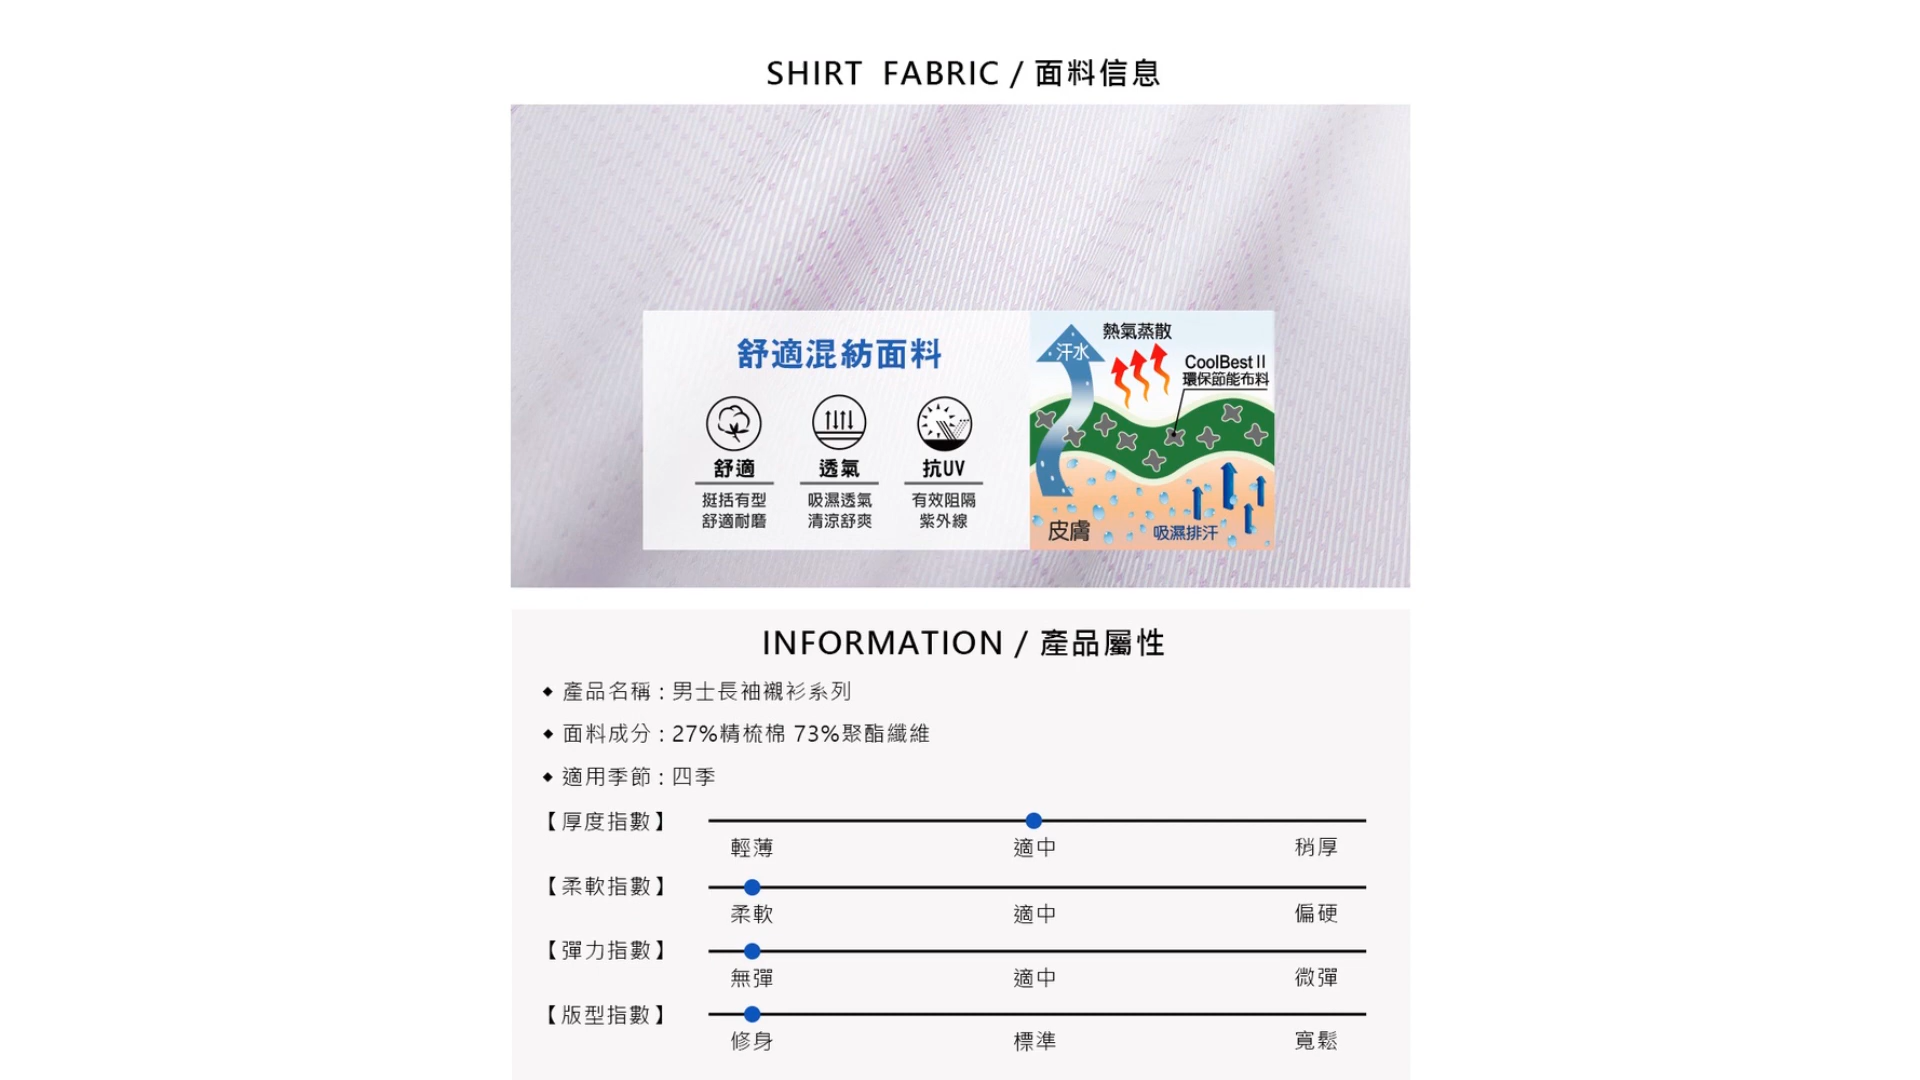 SHIRT FABRIC / 面料信息
舒適混紡面料
舒適
挺括有型
舒適耐磨
透氣
吸濕透氣
清涼舒爽
抗UV
有效阻隔
紫外線
汗水
熱氣蒸散
CoolBest II
環保節能布料
皮膚
吸濕排汗
INFORMATION / 產品屬性
◆ 產品名稱 : 男士長袖襯衫系列
◆ 面料成分 : 27%精梳棉 73%聚酯纖維
◆ 適用季節 : 四季
【厚度指數】
輕薄 適中 稍厚
【柔軟指數】
柔軟 適中 偏硬
【彈力指數】
無彈 適中 微彈
【版型指數】
修身 標準 寬鬆